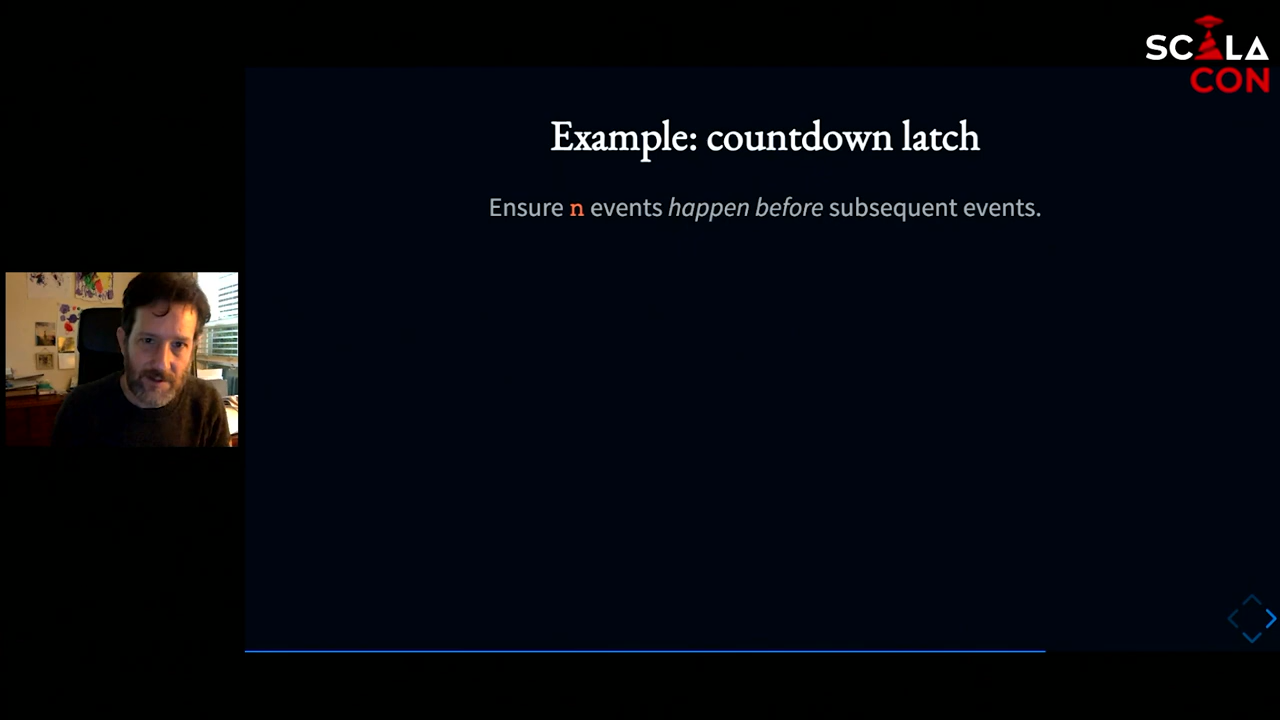 SCALA
CON
Example: countdown latch
Ensure n events happen before subsequent events.